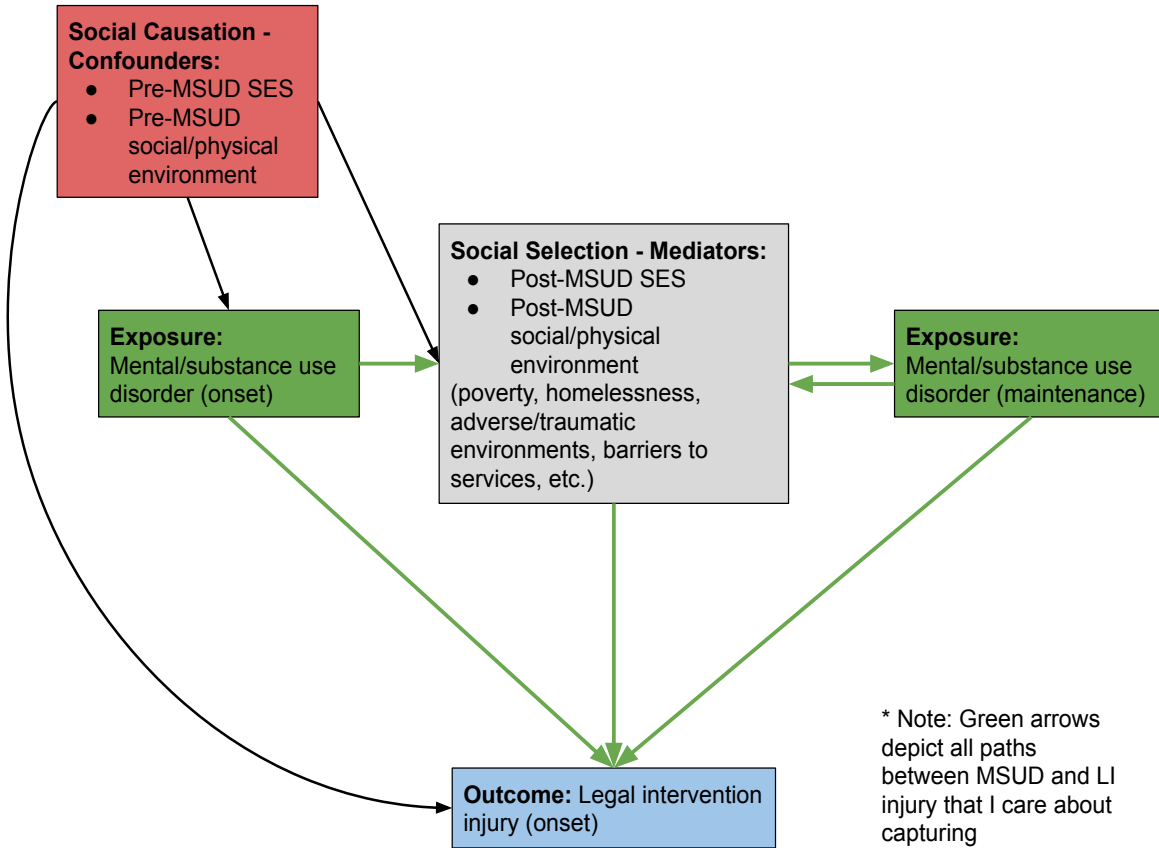 Social Causation -
Confounders:
● Pre-MSUD SES
● Pre-MSUD
social/physical
environment
Social Selection - Mediators:
● Post-MSUD SES
● Post-MSUD
social/physical
environment
(poverty, homelessness,
adverse/traumatic
environments, barriers to
services, etc.)
Exposure:
Mental/substance use
disorder (onset)
Exposure:
Mental/substance use
disorder (maintenance)
Outcome: Legal intervention
injury (onset)
* Note: Green arrows
depict all paths
between MSUD and LI
injury that I care about
capturing